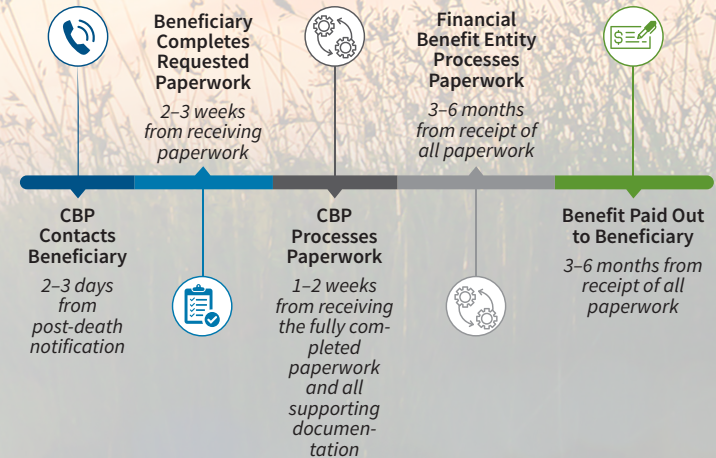 CBP
Contacts
Beneficiary
2–3 days
from
post-death
notification
Beneficiary
Completes
Requested
Paperwork
2–3 weeks
from receiving
paperwork
CBP
Processes
Paperwork
1–2 weeks
from receiving
the fully com-
pleted
paperwork
and all
supporting
documen-
tation
Financial
Benefit Entity
Processes
Paperwork
3–6 months
from receipt of
all paperwork
$
Benefit Paid Out
to Beneficiary
3–6 months from
receipt of all
paperwork